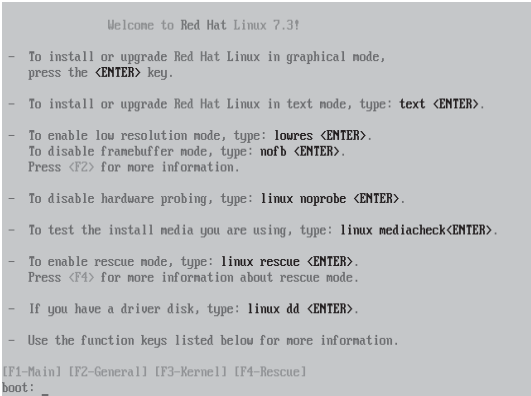 Welcome to Red Hat Linux 7.3!
- To install or upgrade Red Hat Linux in graphical mode,
press the <ENTER> key.
- To install or upgrade Red Hat Linux in text mode, type: text <ENTER>.
- To enable low resolution mode, type: lowres <ENTER>.
To disable framebuffer mode, type: nofb <ENTER>.
Press <F2> for more information.
- To disable hardware probing, type: linux noprobe <ENTER>.
- To test the install media you are using, type: linux mediacheck<ENTER>.
- To enable rescue mode, type: linux rescue <ENTER>.
Press <F4> for more information about rescue mode.
- If you have a driver disk, type: linux dd <ENTER>.
- Use the function keys listed below for more information.
[F1-Main] [F2-General] [F3-Kernel] [F4-Rescue]
boot: _